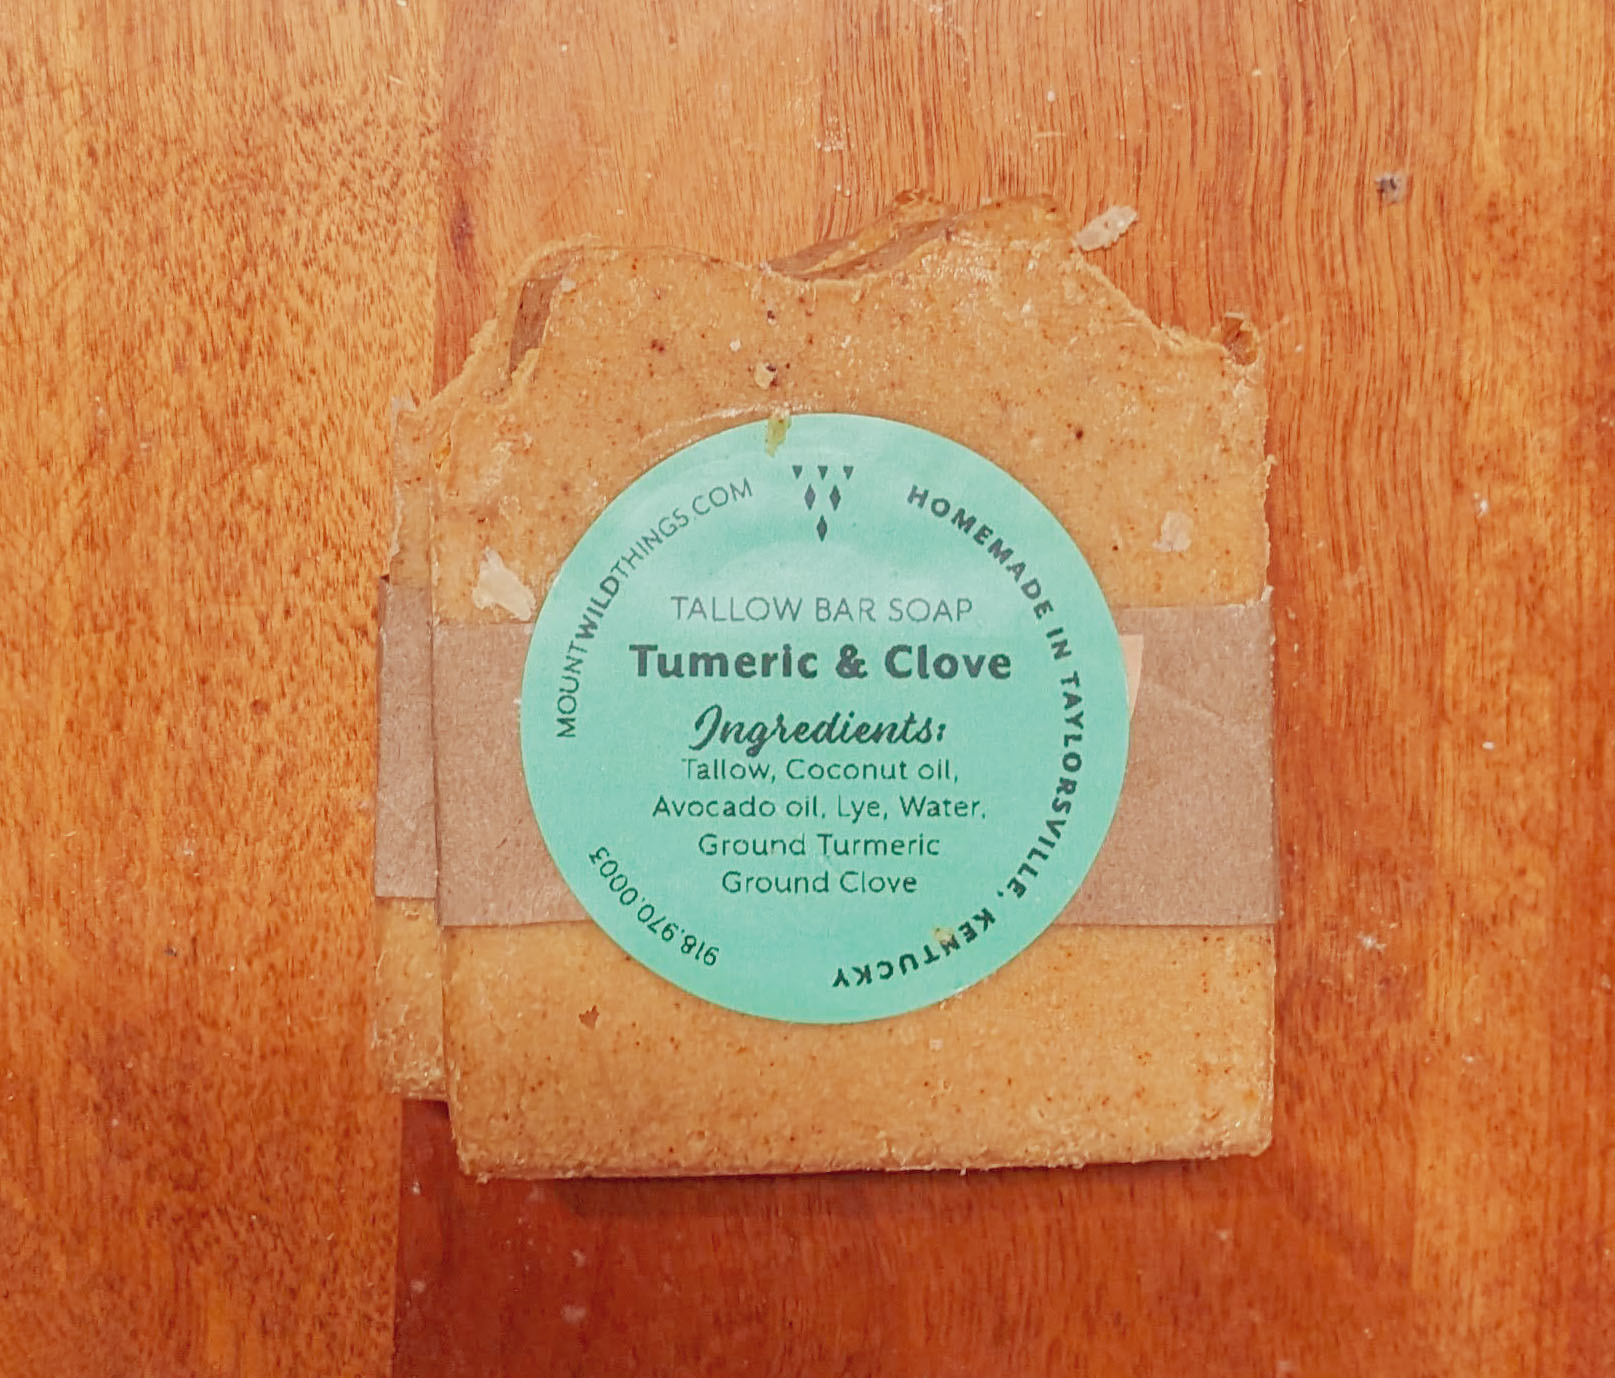 MOUNTWILDTHINGS.COM
HOMEMADE IN TAYLORSVILLE, KENTUCKY
TALLOW BAR SOAP
Tumeric & Clove
Ingredients:
Tallow, Coconut oil,
Avocado oil, Lye, Water,
Ground Turmeric
Ground Clove
918.970.0003